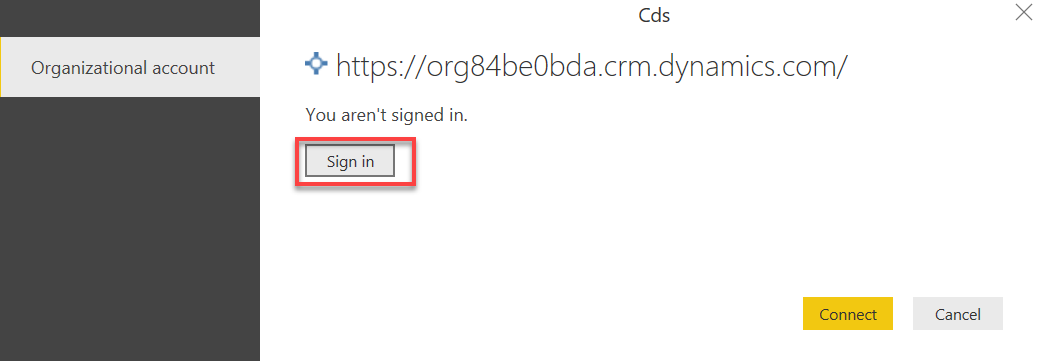 Cds
Organizational account
https://org84be0bda.crm.dynamics.com/
You aren't signed in.
Sign in
Connect
Cancel